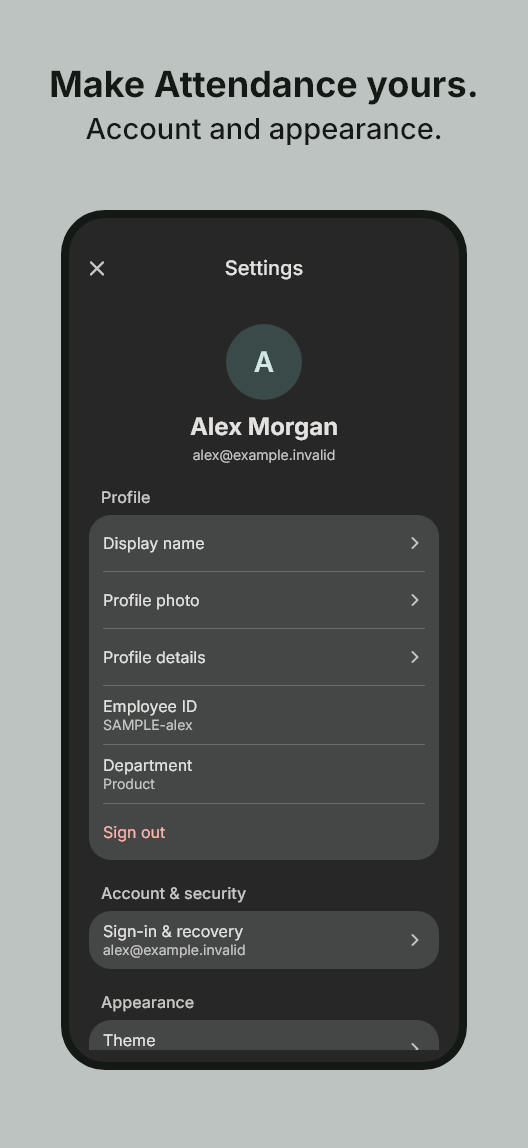 Make Attendance yours.
Account and appearance.
Settings
A
Alex Morgan
alex@example.invalid
Profile
Display name
Profile photo
Profile details
Employee ID
SAMPLE-alex
Department
Product
Sign out
Account & security
Sign-in & recovery
alex@example.invalid
Appearance
Theme